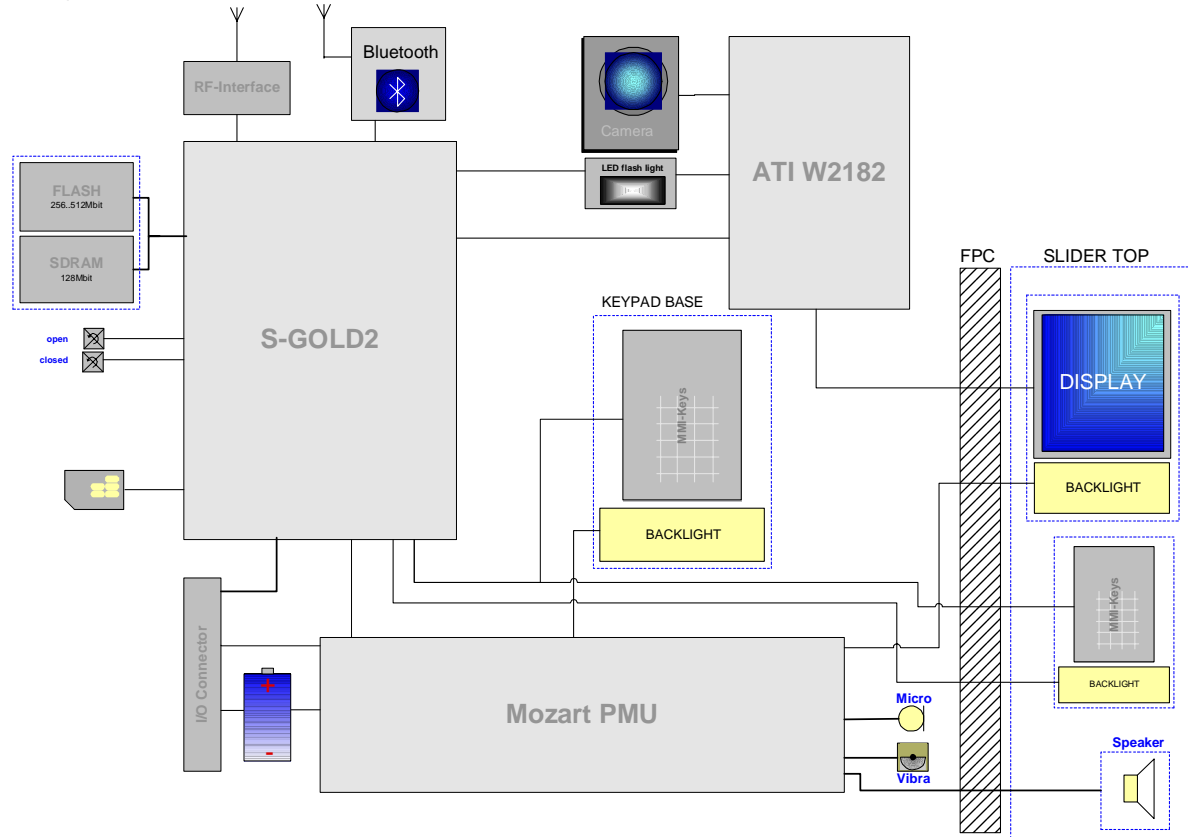 Bluetooth
RF-Interface
Camera
LED flash light
ATI W2182
FLASH
256..512Mbit
SDRAM
128Mbit
FPC
SLIDER TOP
KEYPAD BASE
open
closed
S-GOLD2
MMI-Keys
DISPLAY
BACKLIGHT
BACKLIGHT
MMI-Keys
BACKLIGHT
I/O Connector
+
-
Mozart PMU
Micro
Vibra
Speaker